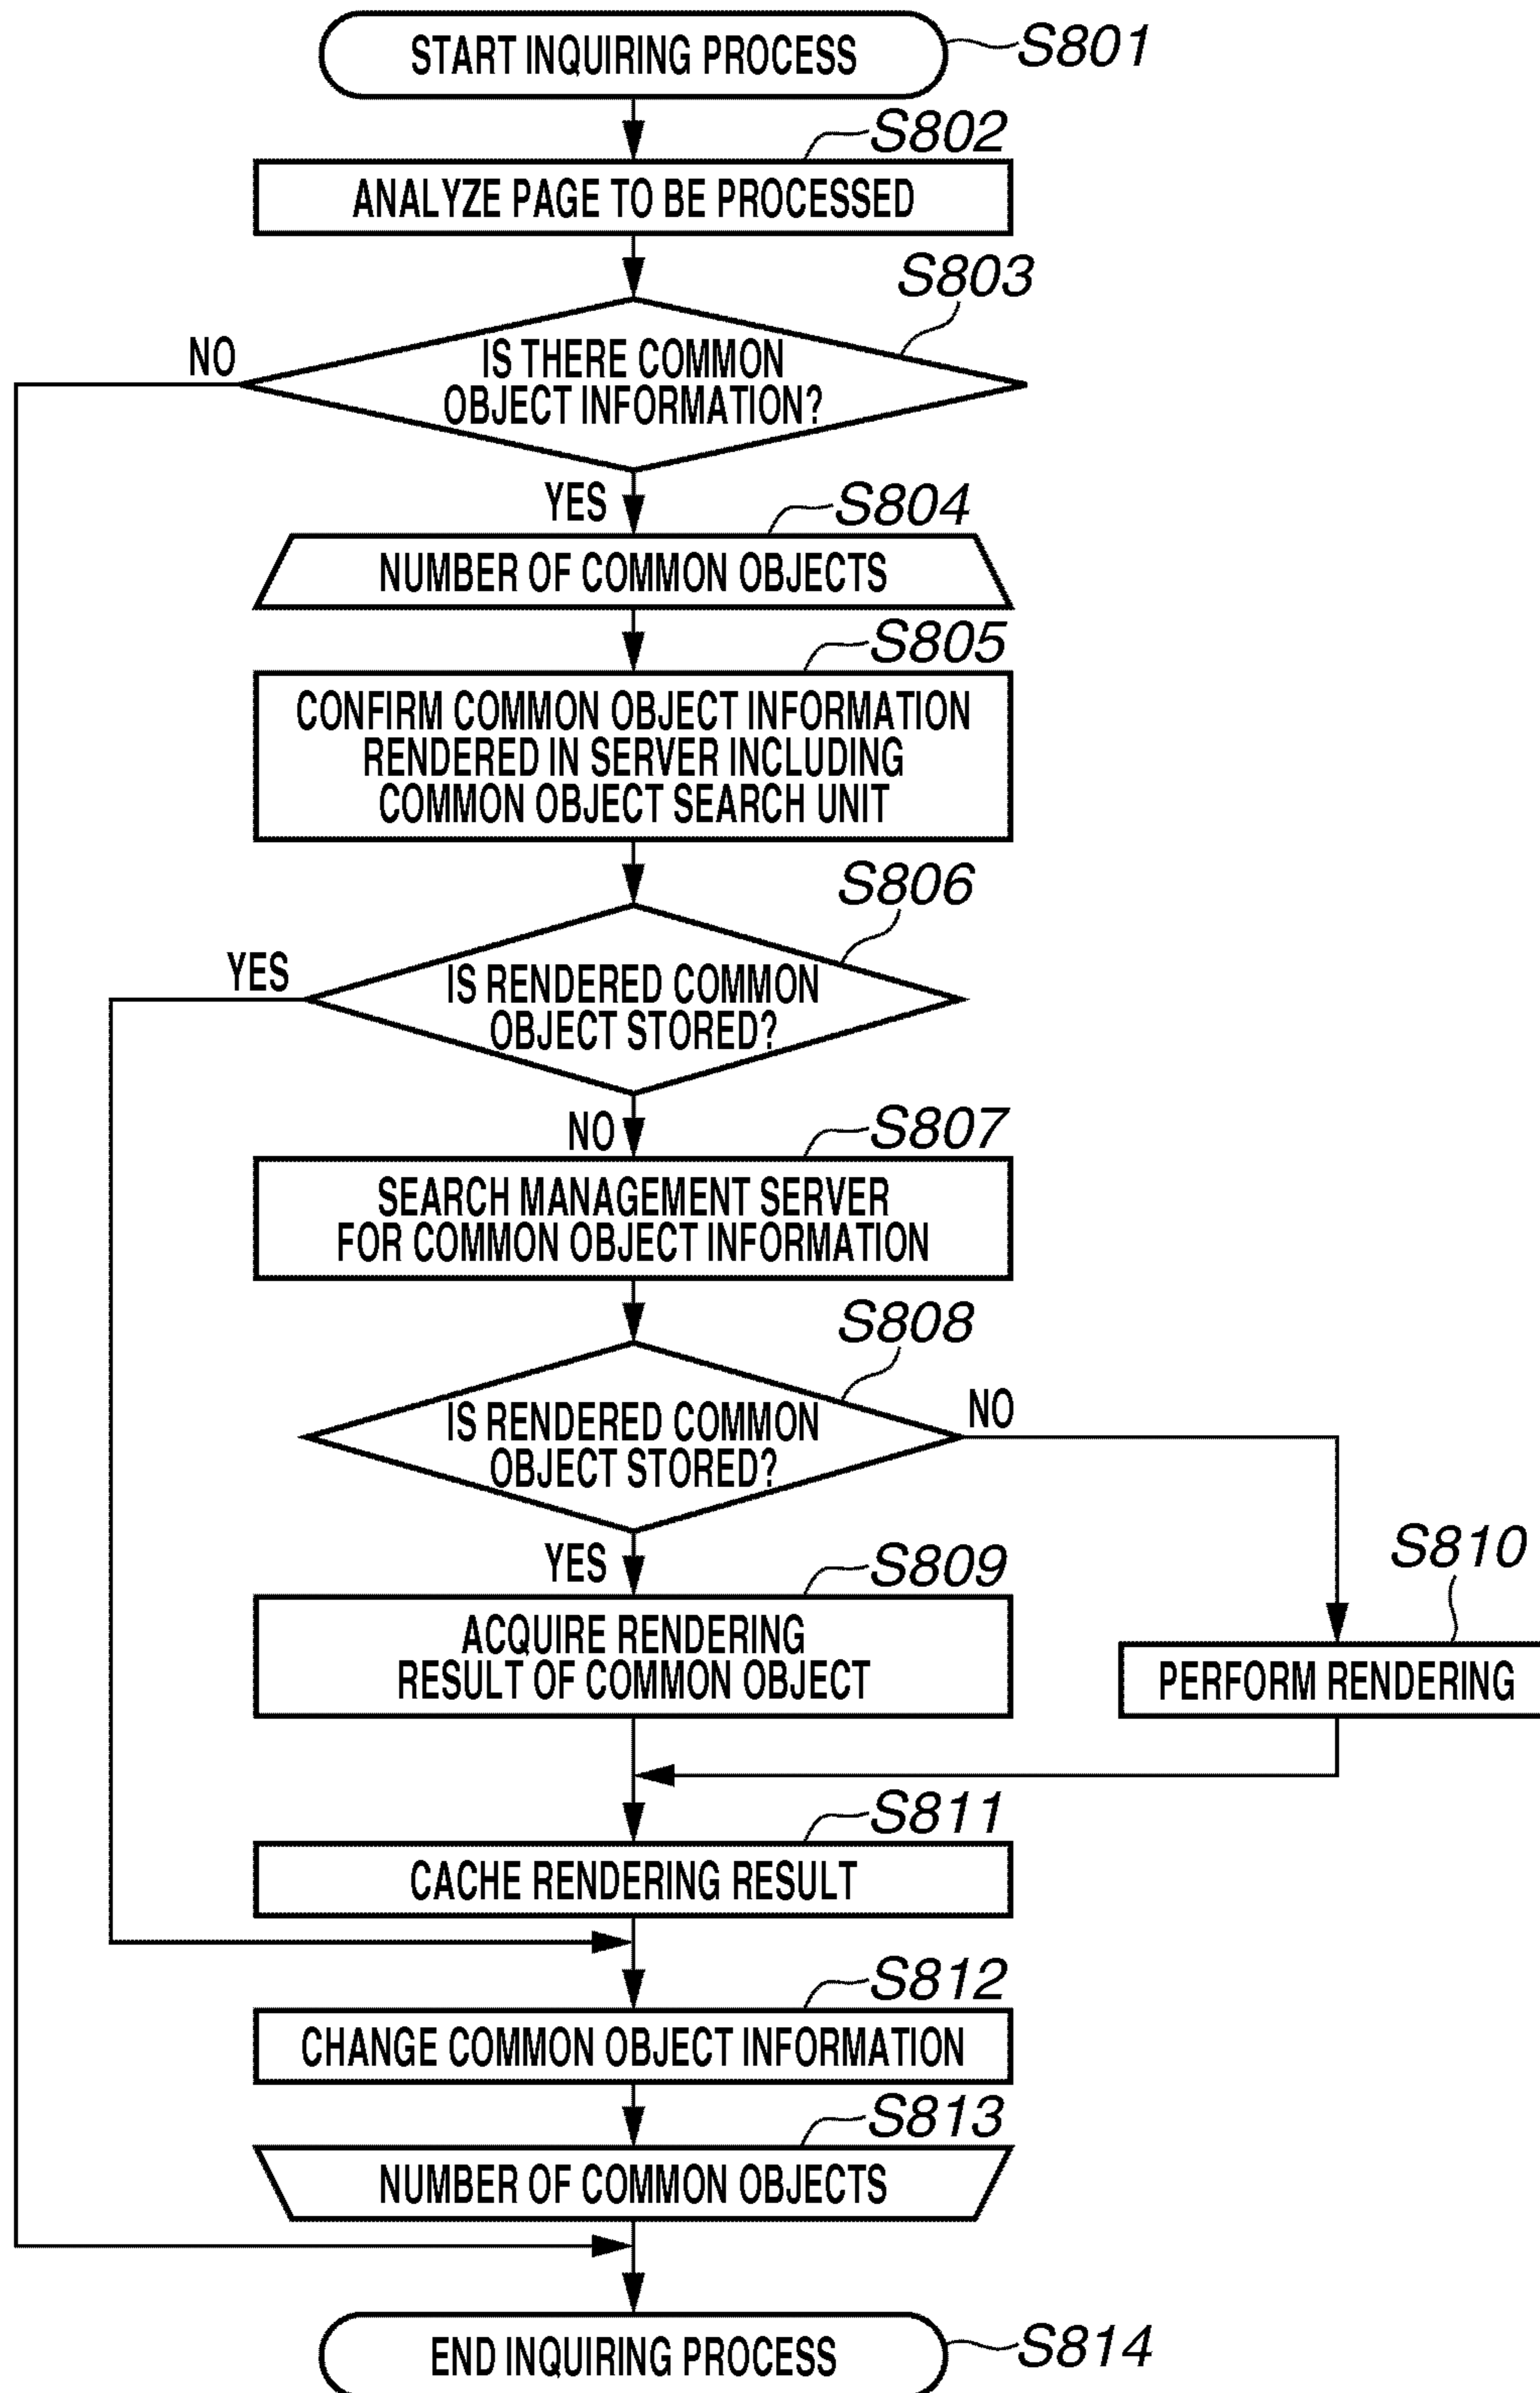 START INQUIRING PROCESS
S801
S802
ANALYZE PAGE TO BE PROCESSED
S803
NO
IS THERE COMMON
OBJECT INFORMATION?
YES
S804
NUMBER OF COMMON OBJECTS
S805
CONFIRM COMMON OBJECT INFORMATION
RENDERED IN SERVER INCLUDING
COMMON OBJECT SEARCH UNIT
S806
YES
IS RENDERED COMMON
OBJECT STORED?
NO
S807
SEARCH MANAGEMENT SERVER
FOR COMMON OBJECT INFORMATION
S808
NO
IS RENDERED COMMON
OBJECT STORED?
YES
S809
S810
ACQUIRE RENDERING
RESULT OF COMMON OBJECT
PERFORM RENDERING
S811
CACHE RENDERING RESULT
S812
CHANGE COMMON OBJECT INFORMATION
S813
NUMBER OF COMMON OBJECTS
END INQUIRING PROCESS
S814